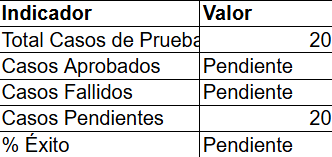 Indicador Valor
Total Casos de Prueba 20
Casos Aprobados Pendiente
Casos Fallidos Pendiente
Casos Pendientes 20
% Éxito Pendiente